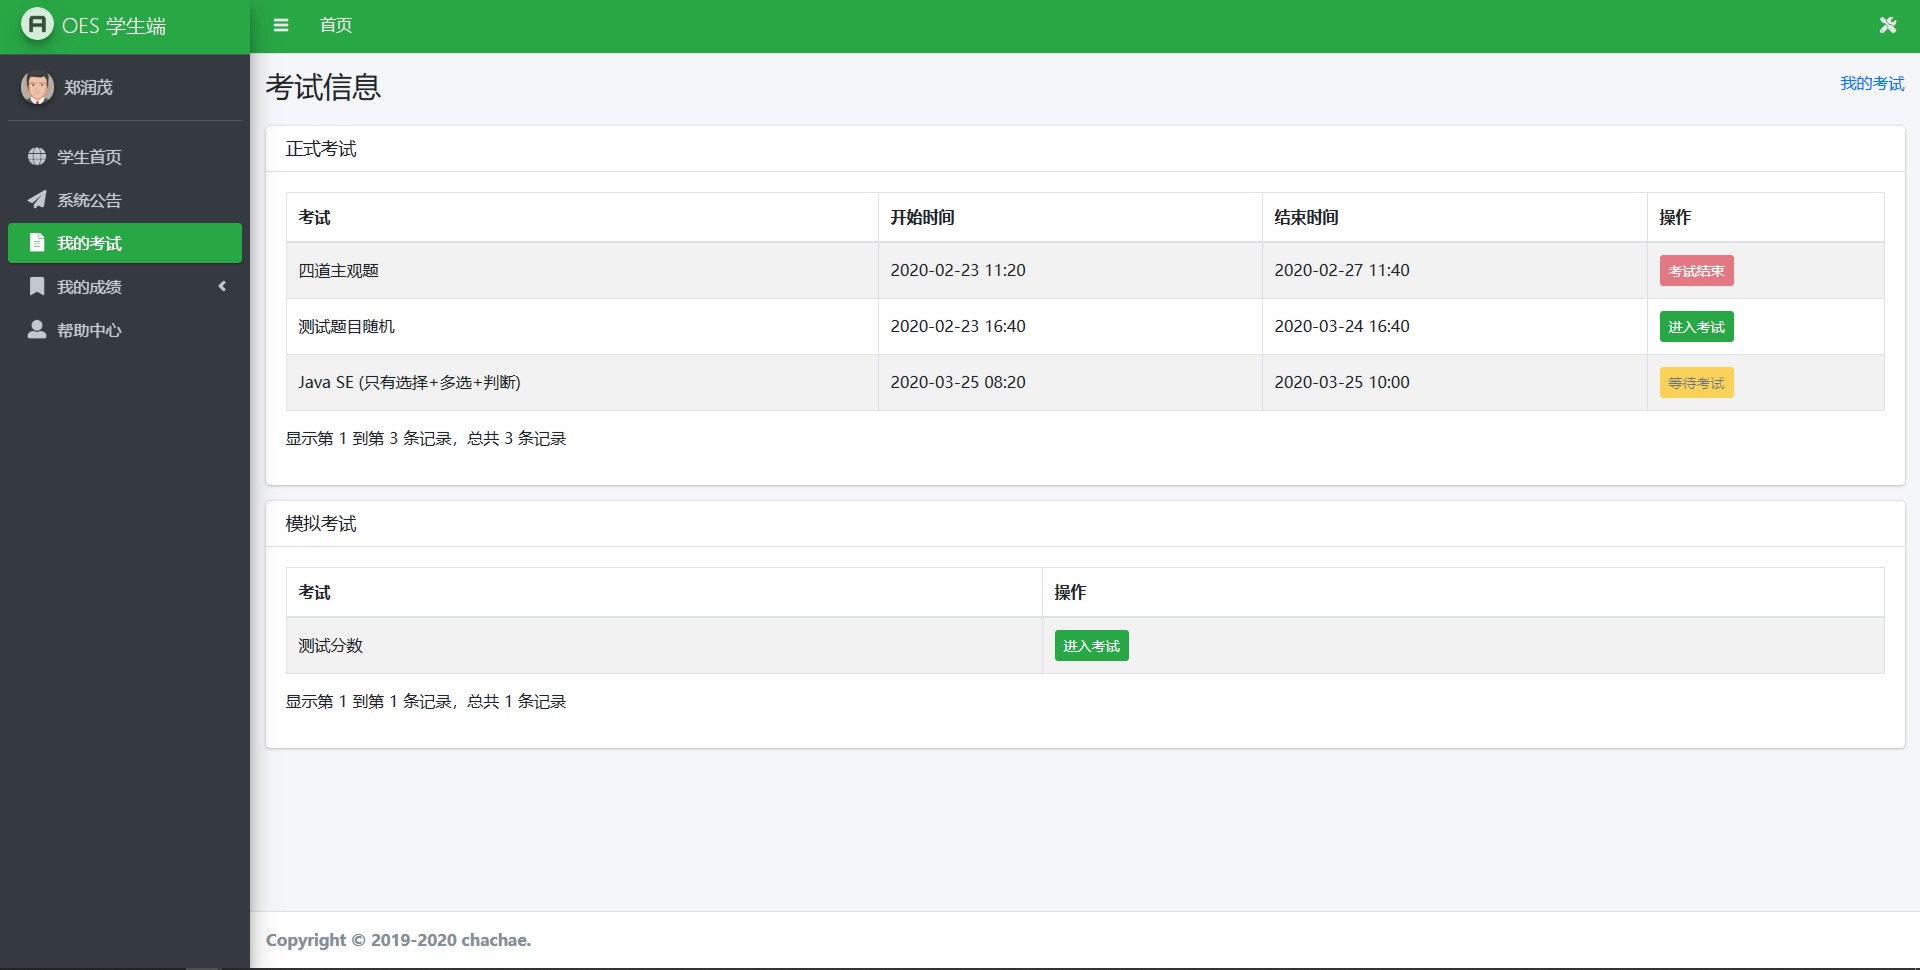 OES 学生端
首页
郑润茂
学生首页
系统公告
我的考试
我的成绩
帮助中心
考试信息
我的考试
正式考试
考试 开始时间 结束时间 操作
四道主观题 2020-02-23 11:20 2020-02-27 11:40 考试结束
测试题目随机 2020-02-23 16:40 2020-03-24 16:40 进入考试
Java SE (只有选择+多选+判断) 2020-03-25 08:20 2020-03-25 10:00 等待考试
显示第 1 到第 3 条记录，总共 3 条记录
模拟考试
考试 操作
测试分数 进入考试
显示第 1 到第 1 条记录，总共 1 条记录
Copyright © 2019-2020 chachae.